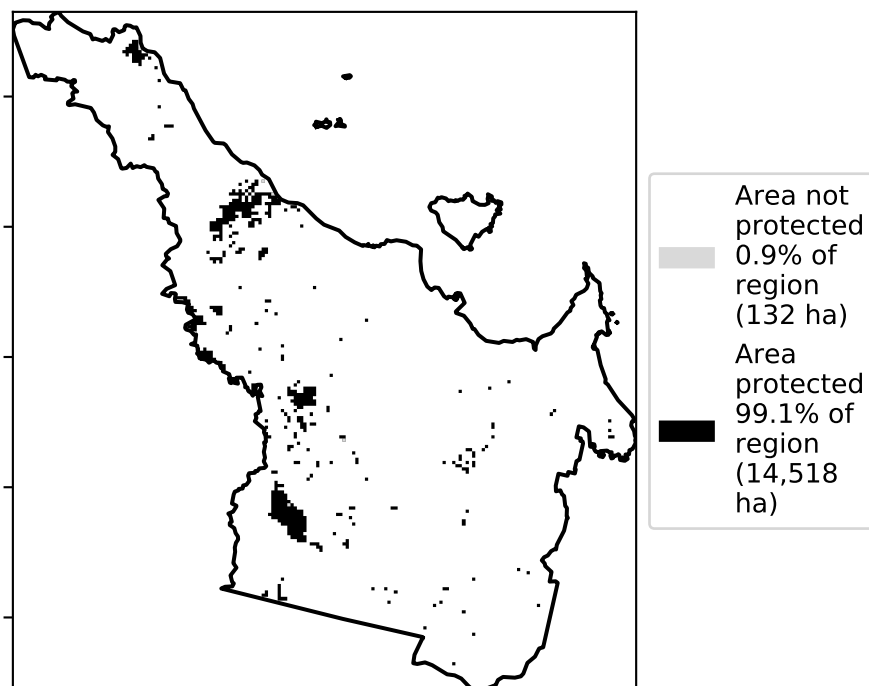 Area not
protected
0.9% of
region
(132 ha)
Area
protected
99.1% of
region
(14,518
ha)